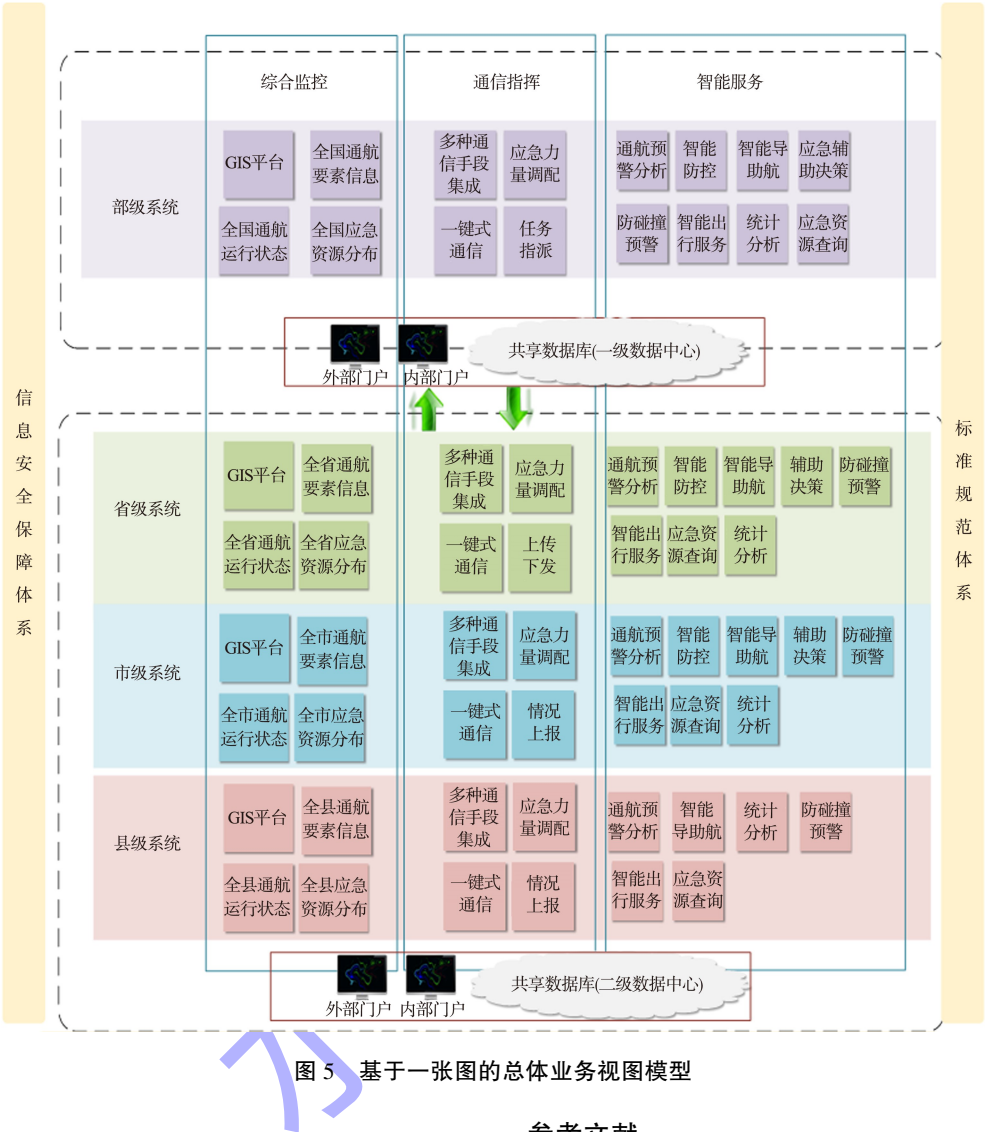 综合监控
通信指挥
智能服务
部级系统
GIS平台
全国通航
要素信息
全国通航
运行状态
全国应急
资源分布
多种通
信手段
集成
应急力
量调配
一键式
通信
任务
指派
通航预
警分析
智能
防控
智能导
助航
应急辅
助决策
防碰撞
预警
智能出
行服务
统计
分析
应急资
源查询
外部门户
内部门户
共享数据库(一级数据中心)
信息安全保障体系
标准规范体系
省级系统
GIS平台
全省通航
要素信息
全省通航
运行状态
全省应急
资源分布
多种通
信手段
集成
应急力
量调配
一键式
通信
上传
下发
通航预
警分析
智能
防控
智能导
助航
辅助
决策
防碰撞
预警
智能出
行服务
应急资
源查询
统计
分析
市级系统
GIS平台
全市通航
要素信息
全市通航
运行状态
全市应急
资源分布
多种通
信手段
集成
应急力
量调配
一键式
通信
情况
上报
通航预
警分析
智能
防控
智能导
助航
辅助
决策
防碰撞
预警
智能出
行服务
应急资
源查询
统计
分析
县级系统
GIS平台
全县通航
要素信息
全县通航
运行状态
全县应急
资源分布
多种通
信手段
集成
应急力
量调配
一键式
通信
情况
上报
通航预
警分析
智能
导助航
统计
分析
防碰撞
预警
智能出
行服务
应急资
源查询
外部门户
内部门户
共享数据库(二级数据中心)
图 5 基于一张图的总体业务视图模型
参考文献